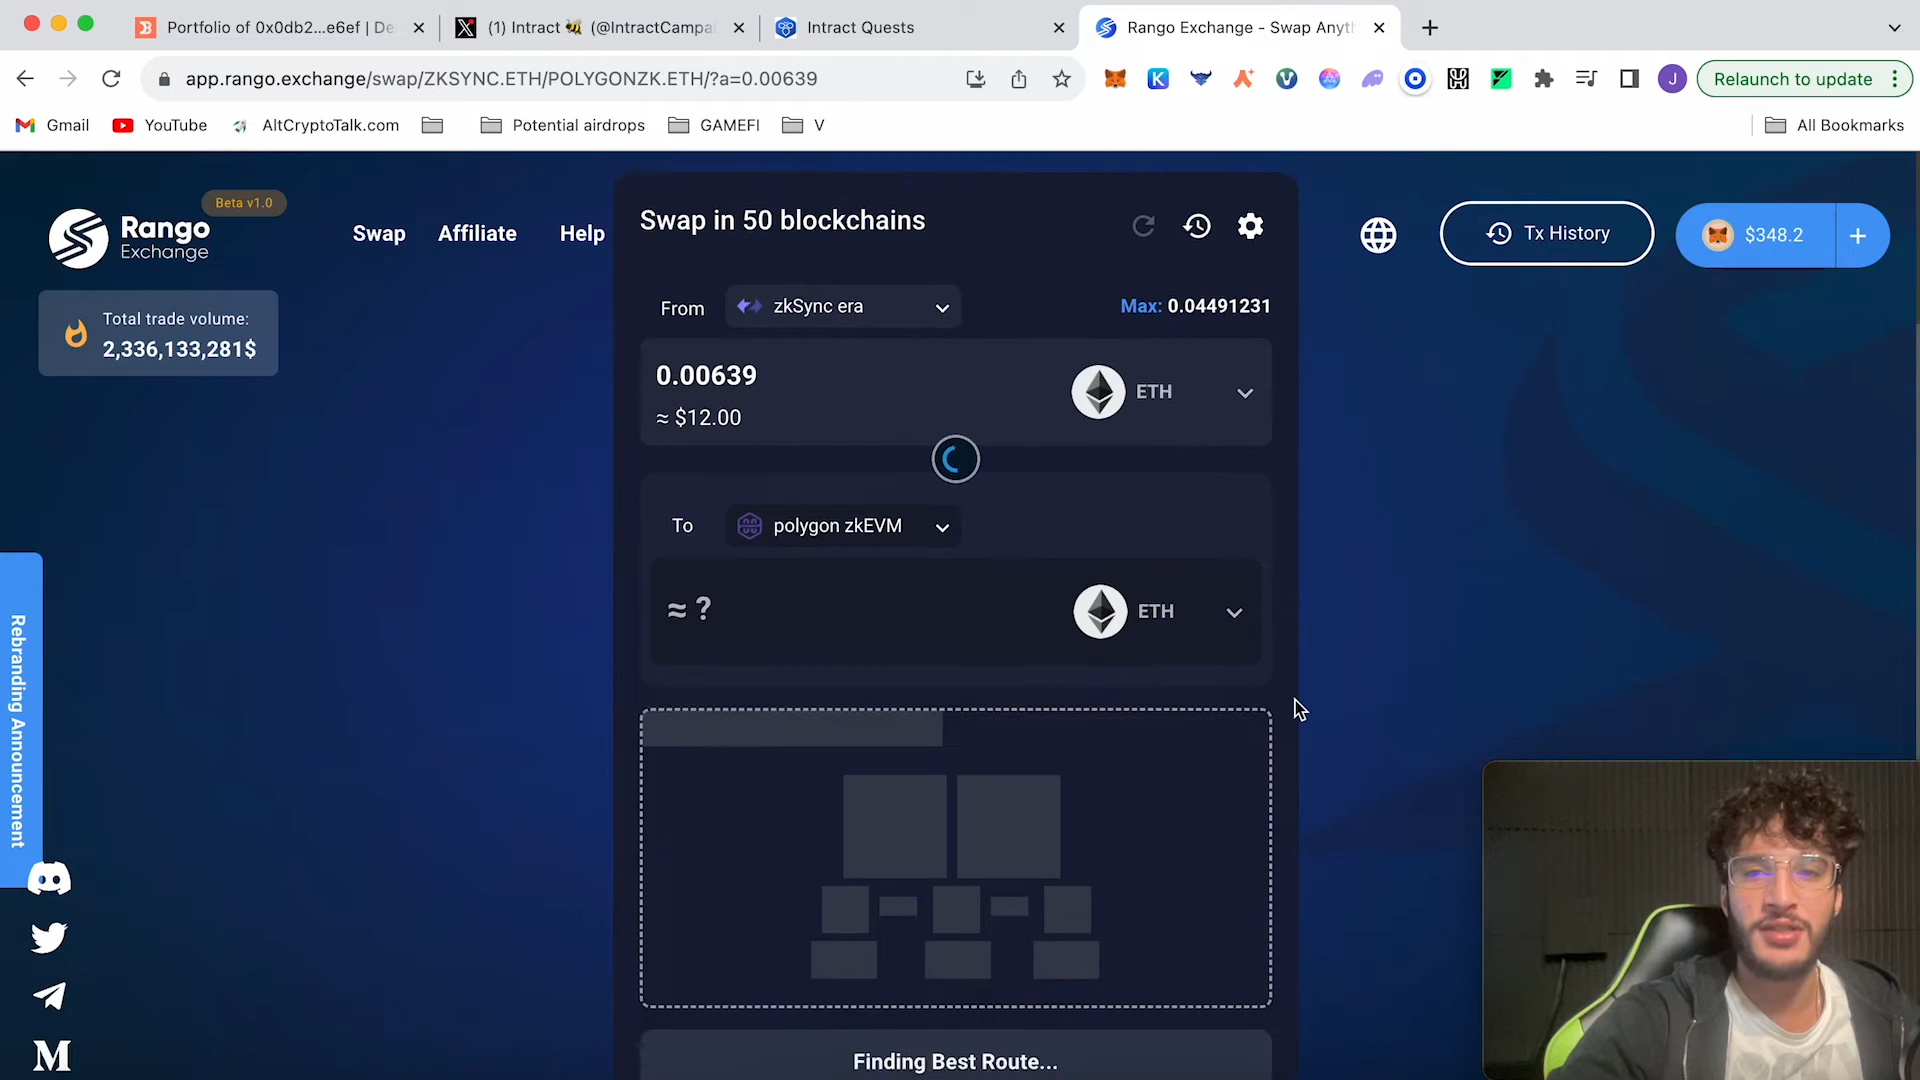 Portfolio of 0x0db2...e6ef | De
(1) Intract 🐝 (@IntractCampai
Intract Quests
Rango Exchange - Swap Anyth
app.rango.exchange/swap/ZKSYNC.ETH/POLYGONZK.ETH/?a=0.00639
J
Relaunch to update
Gmail
YouTube
AltCryptoTalk.com
Potential airdrops
GAMEFI
V
All Bookmarks
Beta v1.0
Rango
Exchange
Swap
Affiliate
Help
Swap in 50 blockchains
Tx History
$348.2
Total trade volume:
2,336,133,281$
From
zkSync era
Max: 0.04491231
0.00639
≈ $12.00
ETH
To
polygon zkEVM
≈ ?
ETH
Rebranding Announcement
Finding Best Route...